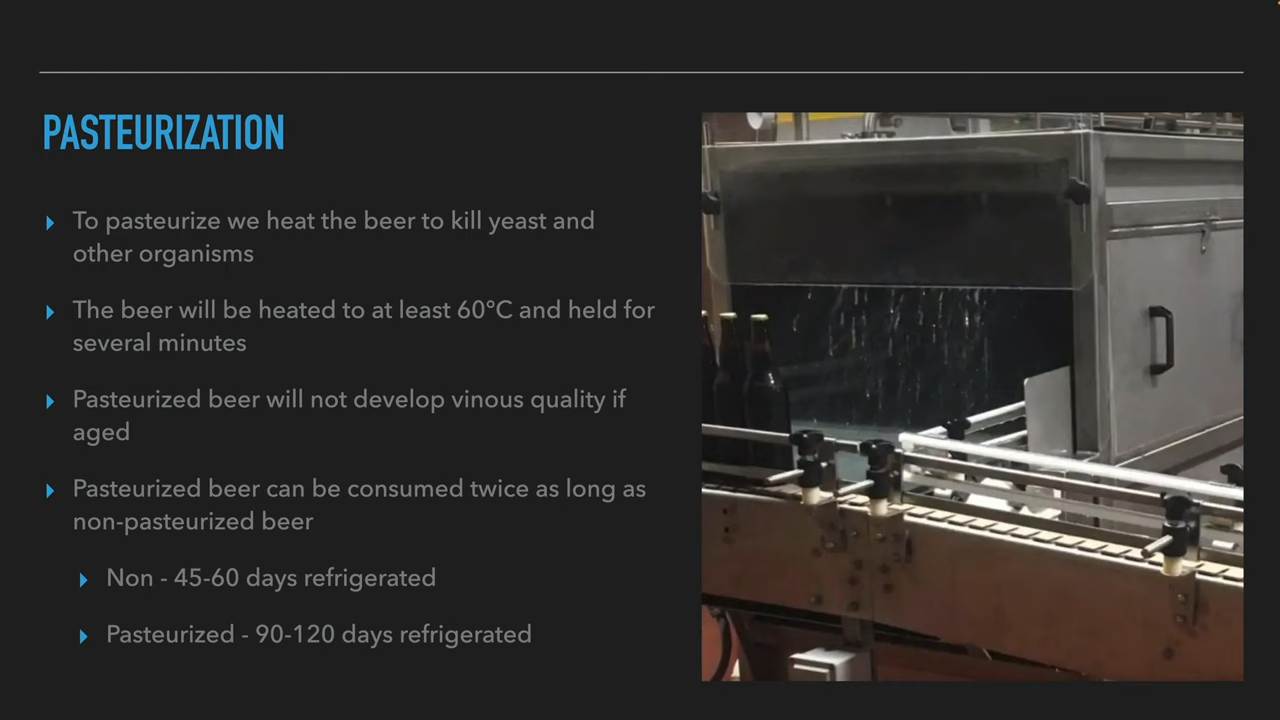 PASTEURIZATION
To pasteurize we heat the beer to kill yeast and
other organisms
The beer will be heated to at least 60°C and held for
several minutes
Pasteurized beer will not develop vinous quality if
aged
Pasteurized beer can be consumed twice as long as
non-pasteurized beer
Non - 45-60 days refrigerated
Pasteurized - 90-120 days refrigerated